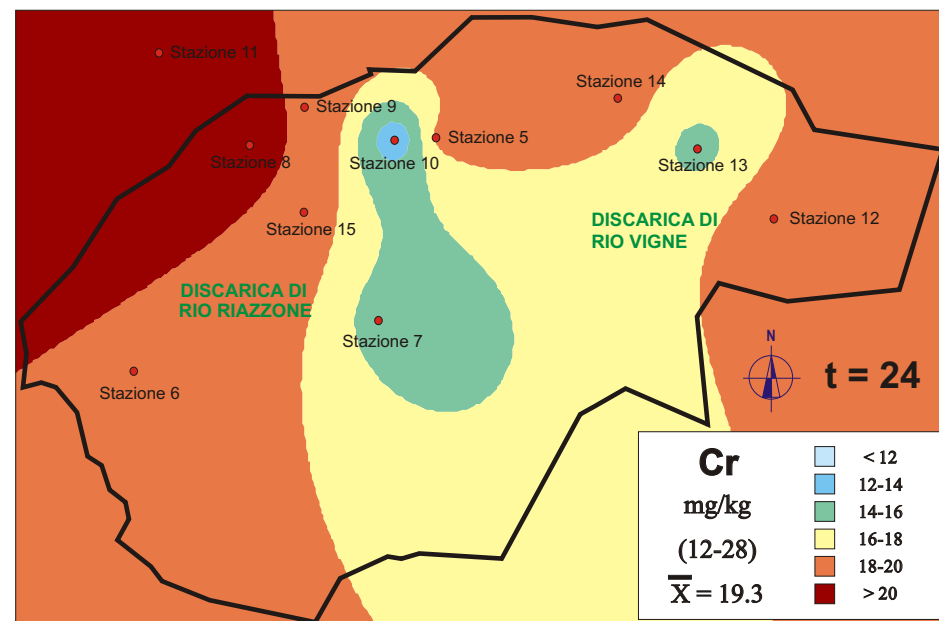 Stazione 11
Stazione 14
Stazione 9
Stazione 5
Stazione 8
Stazione 10
Stazione 13
Stazione 15
DISCARICA DI
RIO VIGNE
Stazione 12
DISCARICA DI
RIO RIAZZONE
Stazione 7
Stazione 6
N
t = 24
Cr
mg/kg
(12-28)
X̅ = 19.3
< 12
12-14
14-16
16-18
18-20
> 20